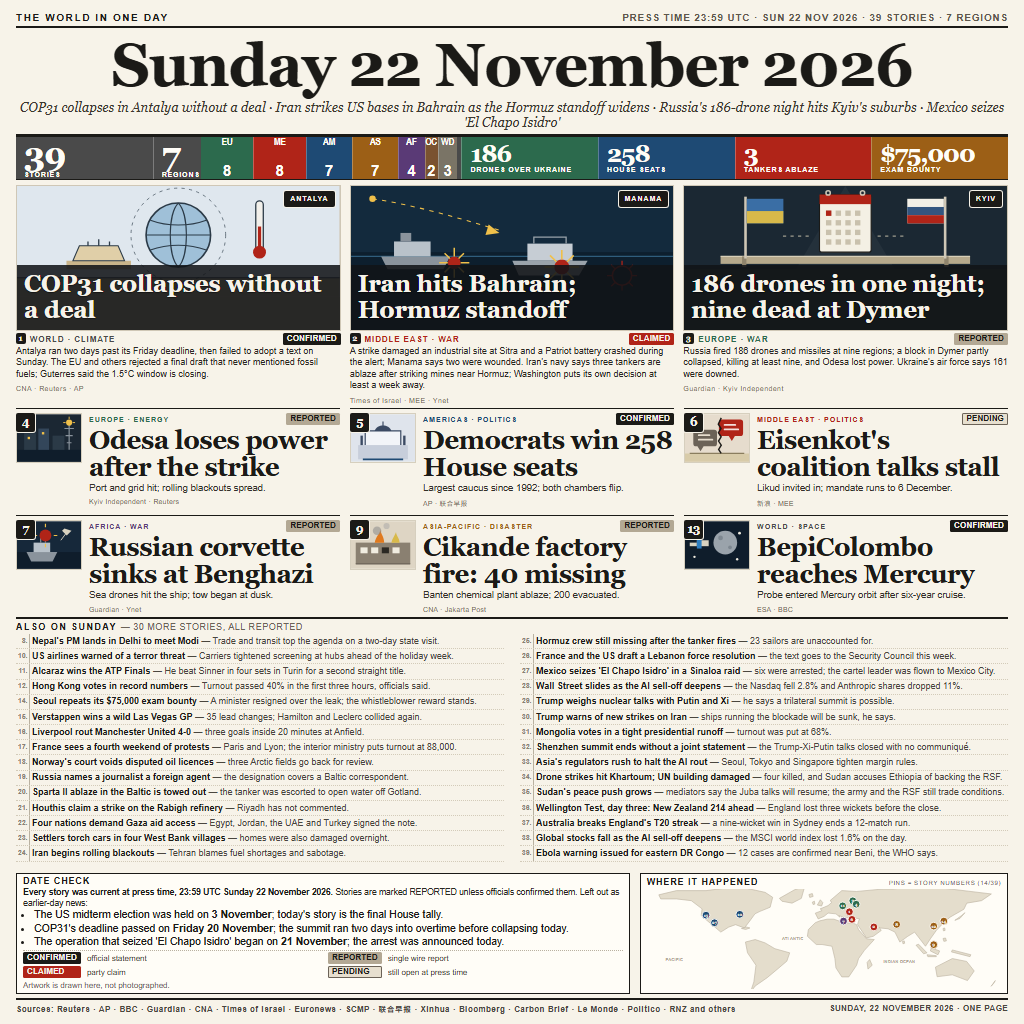 THE WORLD IN ONE DAY
PRESS TIME 23:59 UTC · SUN 22 NOV 2026 · 39 STORIES · 7 REGIONS
Sunday 22 November 2026
COP31 collapses in Antalya without a deal · Iran strikes US bases in Bahrain as the Hormuz standoff widens · Russia's 186-drone night hits Kyiv's suburbs · Mexico seizes
'El Chapo Isidro'
39
STORIES
7
REGIONS
EU
8
ME
8
AM
7
AS
7
AF
4
OC
2
WD
3
186
DRONES OVER UKRAINE
258
HOUSE SEATS
3
TANKERS ABLAZE
$75,000
EXAM BOUNTY
ANTALYA
COP31 collapses without
a deal
1 WORLD · CLIMATE
CONFIRMED
Antalya ran two days past its Friday deadline, then failed to adopt a text on
Sunday. The EU and others rejected a final draft that never mentioned fossil
fuels; Guterres said the 1.5°C window is closing.
CNA · Reuters · AP
MANAMA
Iran hits Bahrain;
Hormuz standoff
2 MIDDLE EAST · WAR
CLAIMED
A strike damaged an industrial site at Sitra and a Patriot battery crashed during
the alert; Manama says two were wounded. Iran's navy says three tankers are
ablaze after striking mines near Hormuz; Washington puts its own decision at
least a week away.
Times of Israel · MEE · Ynet
KYIV
186 drones in one night;
nine dead at Dymer
3 EUROPE · WAR
REPORTED
Russia fired 186 drones and missiles at nine regions; a block in Dymer partly
collapsed, killing at least nine, and Odesa lost power. Ukraine's air force says 161
were downed.
Guardian · Kyiv Independent
4
EUROPE · ENERGY
REPORTED
Odesa loses power
after the strike
Port and grid hit; rolling blackouts spread.
Kyiv Independent · Reuters
5
AMERICAS · POLITICS
CONFIRMED
Democrats win 258
House seats
Largest caucus since 1992; both chambers flip.
AP · 联合早报
6
MIDDLE EAST · POLITICS
PENDING
Eisenkot's
coalition talks stall
Likud invited in; mandate runs to 6 December.
新浪 · MEE
7
AFRICA · WAR
REPORTED
Russian corvette
sinks at Benghazi
Sea drones hit the ship; tow began at dusk.
Guardian · Ynet
9
ASIA-PACIFIC · DISASTER
REPORTED
Cikande factory
fire: 40 missing
Banten chemical plant ablaze; 200 evacuated.
CNA · Jakarta Post
13
WORLD · SPACE
CONFIRMED
BepiColombo
reaches Mercury
Probe entered Mercury orbit after six-year cruise.
ESA · BBC
ALSO ON SUNDAY — 30 MORE STORIES, ALL REPORTED
8. Nepal's PM lands in Delhi to meet Modi — Trade and transit top the agenda on a two-day state visit.
10. US airlines warned of a terror threat — Carriers tightened screening at hubs ahead of the holiday week.
11. Alcaraz wins the ATP Finals — He beat Sinner in four sets in Turin for a second straight title.
12. Hong Kong votes in record numbers — Turnout passed 40% in the first three hours, officials said.
14. Seoul repeats its $75,000 exam bounty — A minister resigned over the leak; the whistleblower reward stands.
15. Verstappen wins a wild Las Vegas GP — 35 lead changes; Hamilton and Leclerc collided again.
16. Liverpool rout Manchester United 4-0 — three goals inside 20 minutes at Anfield.
17. France sees a fourth weekend of protests — Paris and Lyon; the interior ministry puts turnout at 88,000.
18. Norway's court voids disputed oil licences — three Arctic fields go back for review.
19. Russia names a journalist a foreign agent — the designation covers a Baltic correspondent.
20. Sparta II ablaze in the Baltic is towed out — the tanker was escorted to open water off Gotland.
21. Houthis claim a strike on the Rabigh refinery — Riyadh has not commented.
22. Four nations demand Gaza aid access — Egypt, Jordan, the UAE and Turkey signed the note.
23. Settlers torch cars in four West Bank villages — homes were also damaged overnight.
24. Iran begins rolling blackouts — Tehran blames fuel shortages and sabotage.
25. Hormuz crew still missing after the tanker fires — 23 sailors are unaccounted for.
26. France and the US draft a Lebanon force resolution — the text goes to the Security Council this week.
27. Mexico seizes 'El Chapo Isidro' in a Sinaloa raid — six were arrested; the cartel leader was flown to Mexico City.
28. Wall Street slides as the AI sell-off deepens — the Nasdaq fell 2.8% and Anthropic shares dropped 11%.
29. Trump weighs nuclear talks with Putin and Xi — he says a trilateral summit is possible.
30. Trump warns of new strikes on Iran — ships running the blockade will be sunk, he says.
31. Mongolia votes in a tight presidential runoff — turnout was put at 68%.
32. Shenzhen summit ends without a joint statement — the Trump-Xi-Putin talks closed with no communiqué.
33. Asia's regulators rush to halt the AI rout — Seoul, Tokyo and Singapore tighten margin rules.
34. Drone strikes hit Khartoum; UN building damaged — four killed, and Sudan accuses Ethiopia of backing the RSF.
35. Sudan's peace push grows — mediators say the Juba talks will resume; the army and the RSF still trade controls.
36. Wellington Test, day three: New Zealand 214 ahead — England lost three wickets before the close.
37. Australia breaks England's T20 streak — a nine-wicket win in Sydney ends a 12-match run.
38. Global stocks fall as the AI sell-off deepens — the MSCI world index lost 1.6% on the day.
39. Ebola warning issued for eastern DR Congo — 12 cases are confirmed near Beni, the WHO says.
DATE CHECK
Every story was current at press time, 23:59 UTC Sunday 22 November 2026. Stories are marked REPORTED unless officials confirmed them. Left out as
earlier-day news:
• The US midterm election was held on 3 November; today's story is the final House tally.
• COP31's deadline passed on Friday 20 November; the summit ran two days into overtime before collapsing today.
• The operation that seized 'El Chapo Isidro' began on 21 November; the arrest was announced today.
CONFIRMED official statement
REPORTED single wire report
CLAIMED party claim
PENDING still open at press time
Artwork is drawn here, not photographed.
WHERE IT HAPPENED
PINS = STORY NUMBERS (14/39)
PACIFIC
ATLANTIC
INDIAN OCEAN
Sources: Reuters · AP · BBC · Guardian · CNA · Times of Israel · Euronews · SCMP · 联合早报 · Xinhua · Bloomberg · Carbon Brief · Le Monde · Politico · RNZ and others
SUNDAY, 22 NOVEMBER 2026 · ONE PAGE